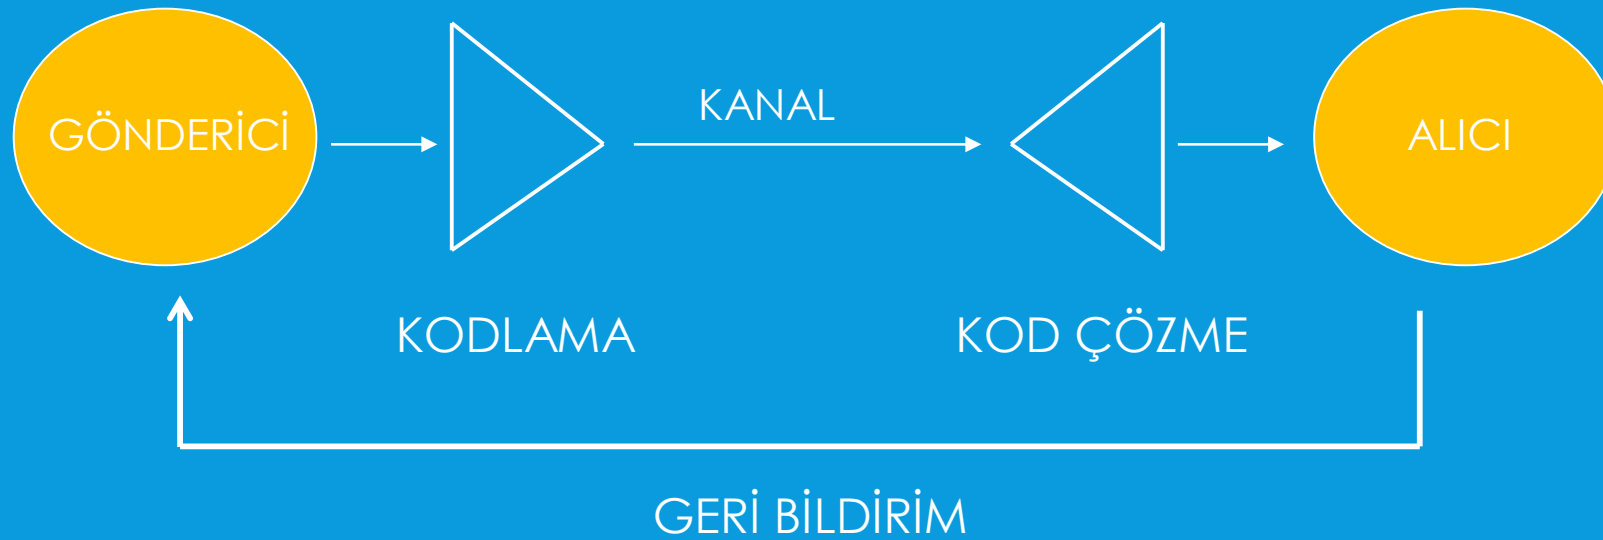 GÖNDERİCİ
KANAL
ALICI
KODLAMA
KOD ÇÖZME
GERİ BİLDİRİM